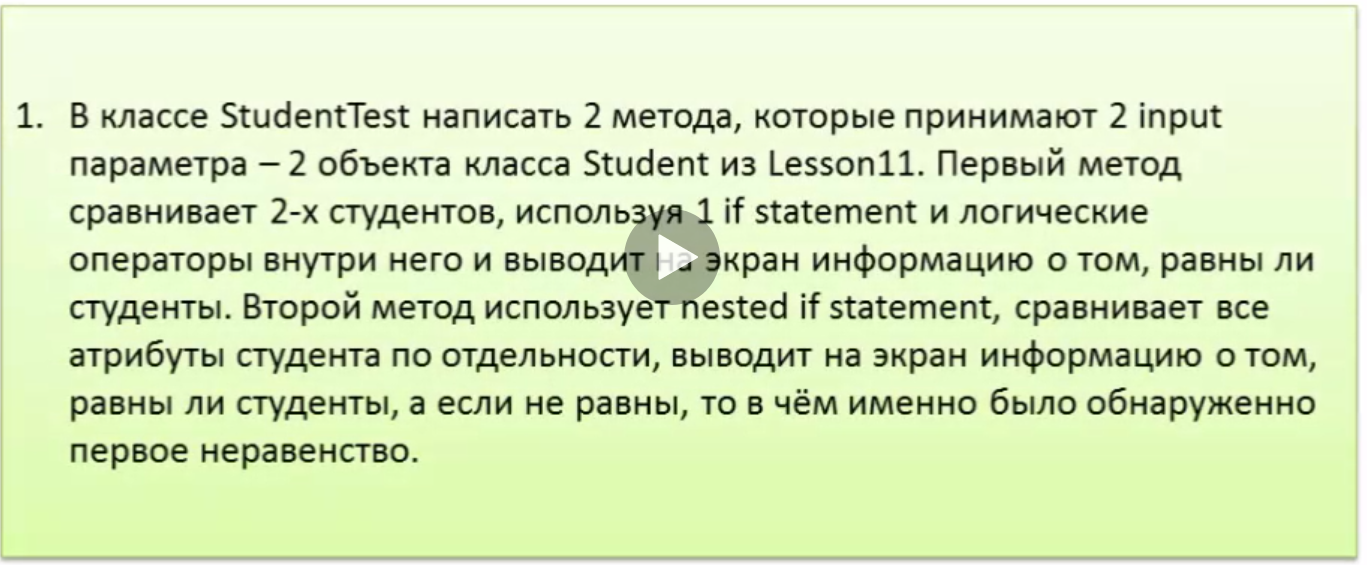 1. В классе StudentTest написать 2 метода, которые принимают 2 input
параметра – 2 объекта класса Student из Lesson11. Первый метод
сравнивает 2-х студентов, используя 1 if statement и логические
операторы внутри него и выводит на экран информацию о том, равны ли
студенты. Второй метод использует nested if statement, сравнивает все
атрибуты студента по отдельности, выводит на экран информацию о том,
равны ли студенты, а если не равны, то в чём именно было обнаруженно
первое неравенство.